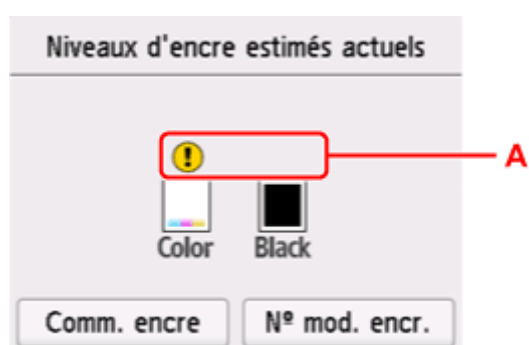 Niveaux d'encre estimés actuels
A
Color Black
Comm. encre Nº mod. encr.